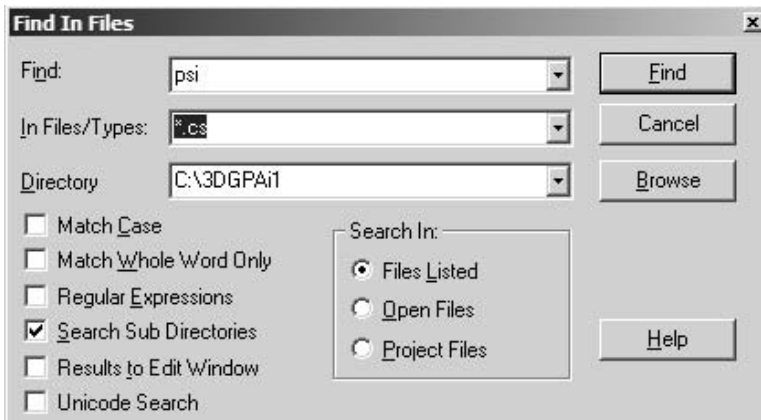 Find In Files
Find: psi Find
In Files/Types: *.cs Cancel
Directory C:\3DGPAi1 Browse
Match Case
Match Whole Word Only
Regular Expressions
Search Sub Directories
Results to Edit Window
Unicode Search
Search In:
Files Listed
Open Files
Project Files
Help